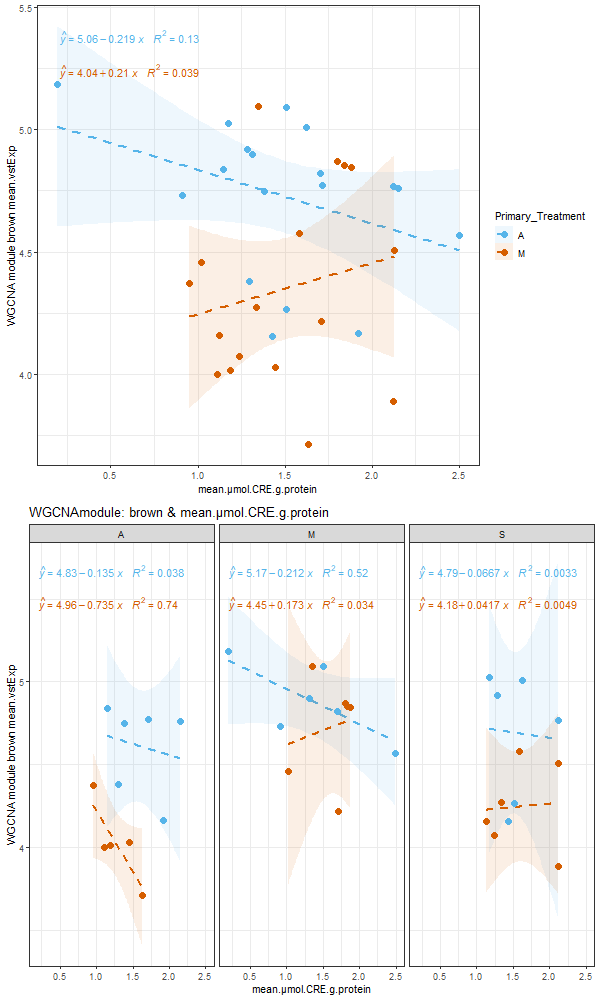 5.5
ŷ = 5.06 − 0.219 x R² = 0.13
ŷ = 4.04 + 0.21 x R² = 0.039
5.0
4.5
4.0
WGCNA module brown mean.vstExp
0.5 1.0 1.5 2.0 2.5
mean.µmol.CRE.g.protein
Primary_Treatment
A
M
WGCNAmodule: brown & mean.µmol.CRE.g.protein
A M S
ŷ = 4.83 − 0.135 x R² = 0.038
ŷ = 4.96 − 0.735 x R² = 0.74
ŷ = 5.17 − 0.212 x R² = 0.52
ŷ = 4.45 + 0.173 x R² = 0.034
ŷ = 4.79 − 0.0667 x R² = 0.0033
ŷ = 4.18 + 0.0417 x R² = 0.0049
5
4
WGCNA module brown mean.vstExp
0.5 1.0 1.5 2.0 2.5 0.5 1.0 1.5 2.0 2.5 0.5 1.0 1.5 2.0 2.5
mean.µmol.CRE.g.protein